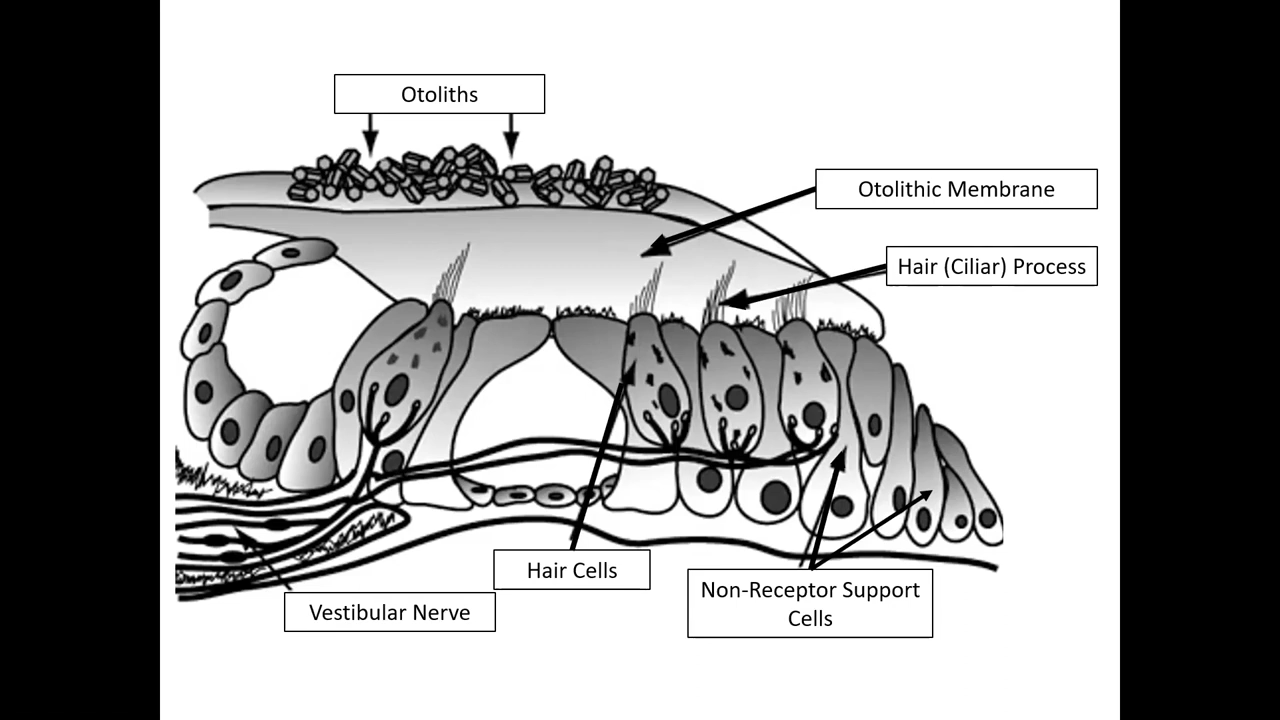 Otoliths
Otolithic Membrane
Hair (Ciliar) Process
Hair Cells
Non-Receptor Support
Cells
Vestibular Nerve